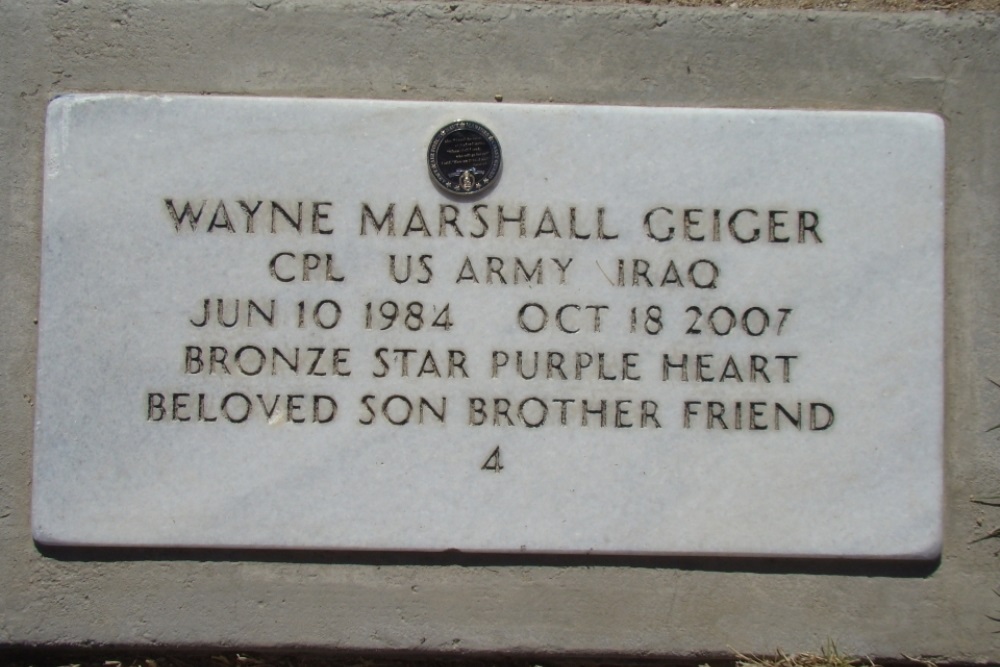 WAYNE MARSHALL GEIGER
CPL US ARMY IRAQ
JUN 10 1984 OCT 18 2007
BRONZE STAR PURPLE HEART
BELOVED SON BROTHER FRIEND
4